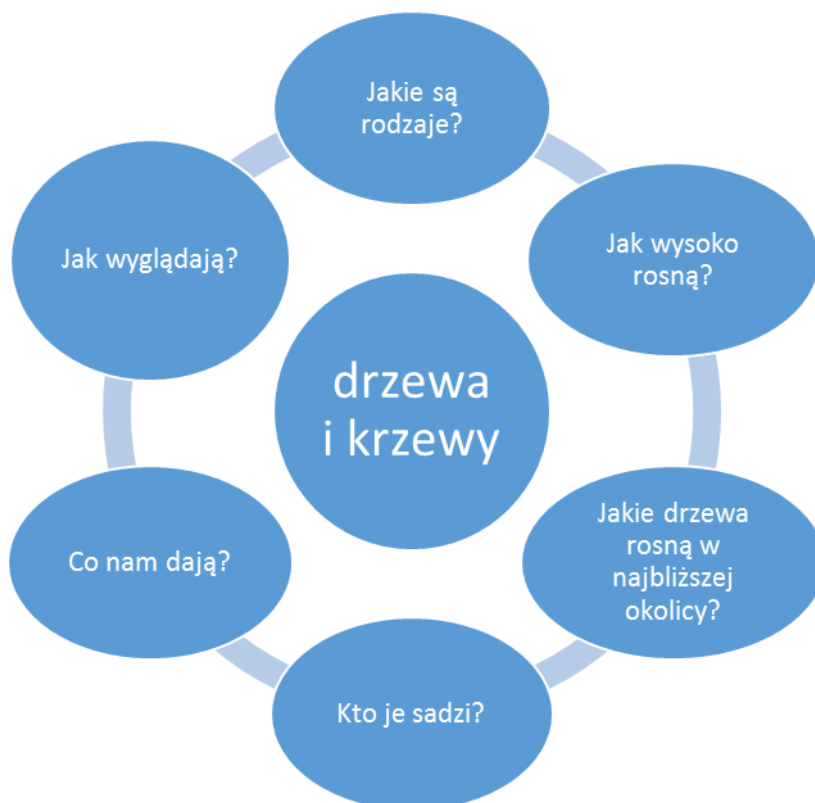 Jakie są
rodzaje?
Jak wysoko
rosną?
Jakie drzewa
rosną w
najbliższej
okolicy?
Kto je sadzi?
Co nam dają?
Jak wyglądają?
drzewa
i krzewy